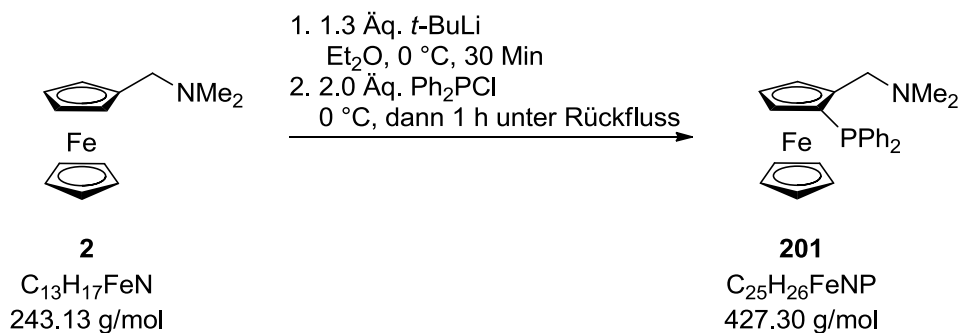 1. 1.3 Äq. t-BuLi
Et₂O, 0 °C, 30 Min
2. 2.0 Äq. Ph₂PCl
0 °C, dann 1 h unter Rückfluss
NMe₂
Fe
NMe₂
PPh₂
Fe
2
C₁₃H₁₇FeN
243.13 g/mol
201
C₂₅H₂₆FeNP
427.30 g/mol